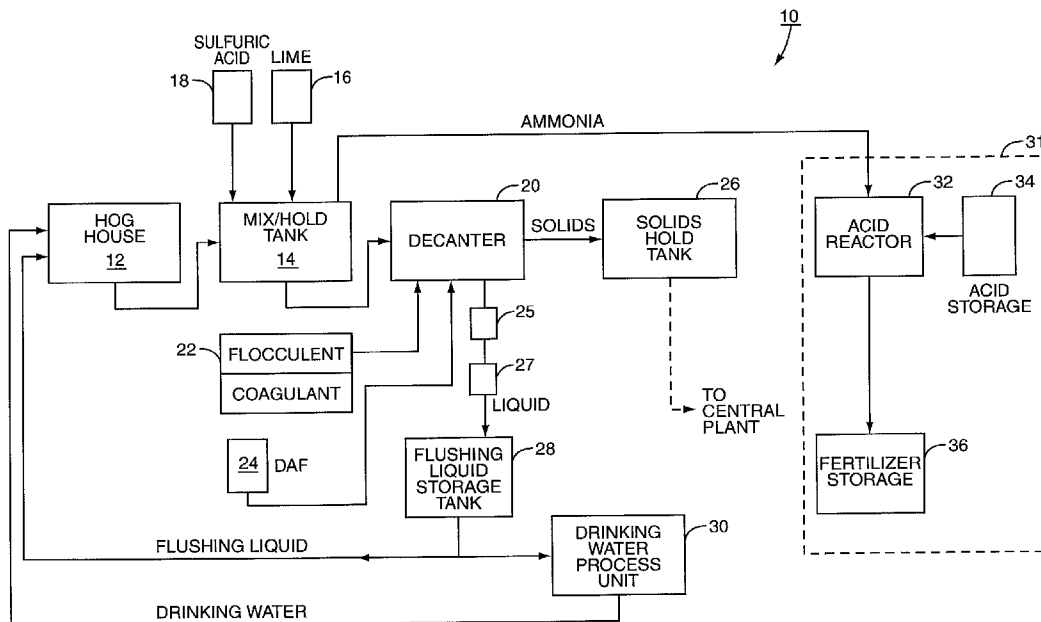 10
SULFURIC
ACID
LIME
18
16
AMMONIA
31
20
26
32
34
HOG
HOUSE
12
MIX/HOLD
TANK
14
DECANTER
SOLIDS
SOLIDS
HOLD
TANK
ACID
REACTOR
ACID
STORAGE
25
22
FLOCCULENT
COAGULANT
27
LIQUID
TO
CENTRAL
PLANT
24
DAF
FLUSHING
LIQUID
STORAGE
TANK
28
FERTILIZER
STORAGE
36
FLUSHING LIQUID
DRINKING
WATER
PROCESS
UNIT
30
DRINKING WATER